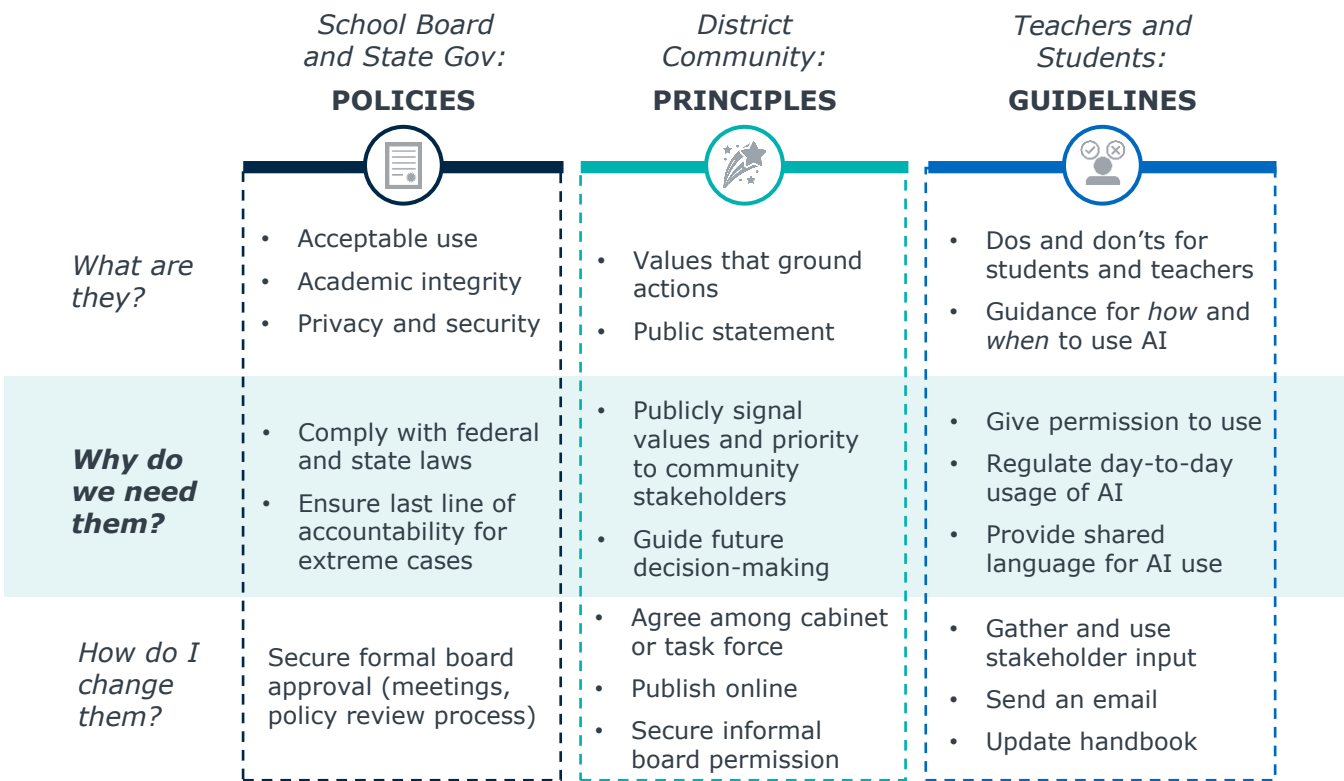 School Board
and State Gov:
POLICIES
District
Community:
PRINCIPLES
Teachers and
Students:
GUIDELINES
What are
they?
• Acceptable use
• Academic integrity
• Privacy and security
• Values that ground
actions
• Public statement
• Dos and don’ts for
students and teachers
• Guidance for how and
when to use AI
Why do
we need
them?
• Comply with federal
and state laws
• Ensure last line of
accountability for
extreme cases
• Publicly signal
values and priority
to community
stakeholders
• Guide future
decision-making
• Give permission to use
• Regulate day-to-day
usage of AI
• Provide shared
language for AI use
How do I
change
them?
Secure formal board
approval (meetings,
policy review process)
• Agree among cabinet
or task force
• Publish online
• Secure informal
board permission
• Gather and use
stakeholder input
• Send an email
• Update handbook